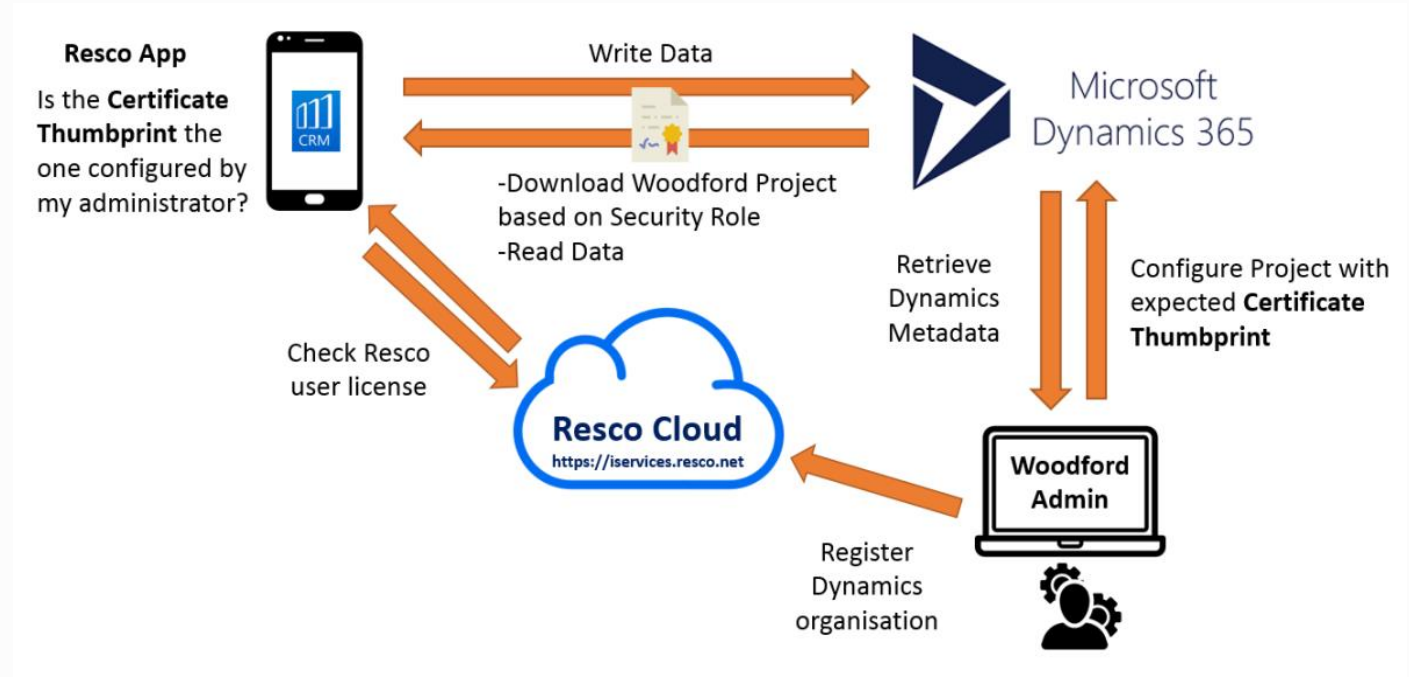 Resco App
Is the Certificate
Thumbprint the
one configured by
my administrator?
CRM
Write Data
-Download Woodford Project
based on Security Role
-Read Data
Microsoft
Dynamics 365
Retrieve
Dynamics
Metadata
Configure Project with
expected Certificate
Thumbprint
Check Resco
user license
Resco Cloud
https://iservices.resco.net
Woodford
Admin
Register
Dynamics
organisation